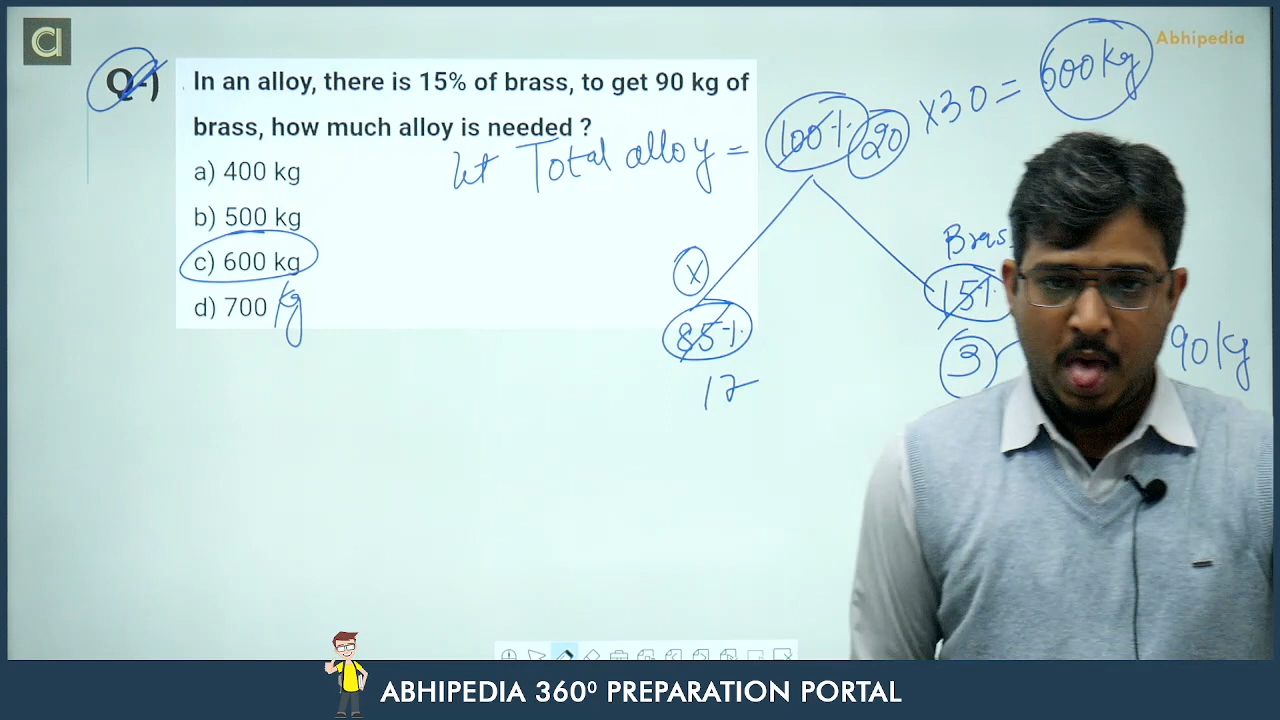 a
Abhipedia
Q-)
In an alloy, there is 15% of brass, to get 90 kg of
brass, how much alloy is needed ?
a) 400 kg
b) 500 kg
c) 600 kg
d) 700 kg
let Total alloy = 100% 20 x30 = 600kg
x
85%
17
Bras
15%
3
90kg
ABHIPEDIA 360⁰ PREPARATION PORTAL